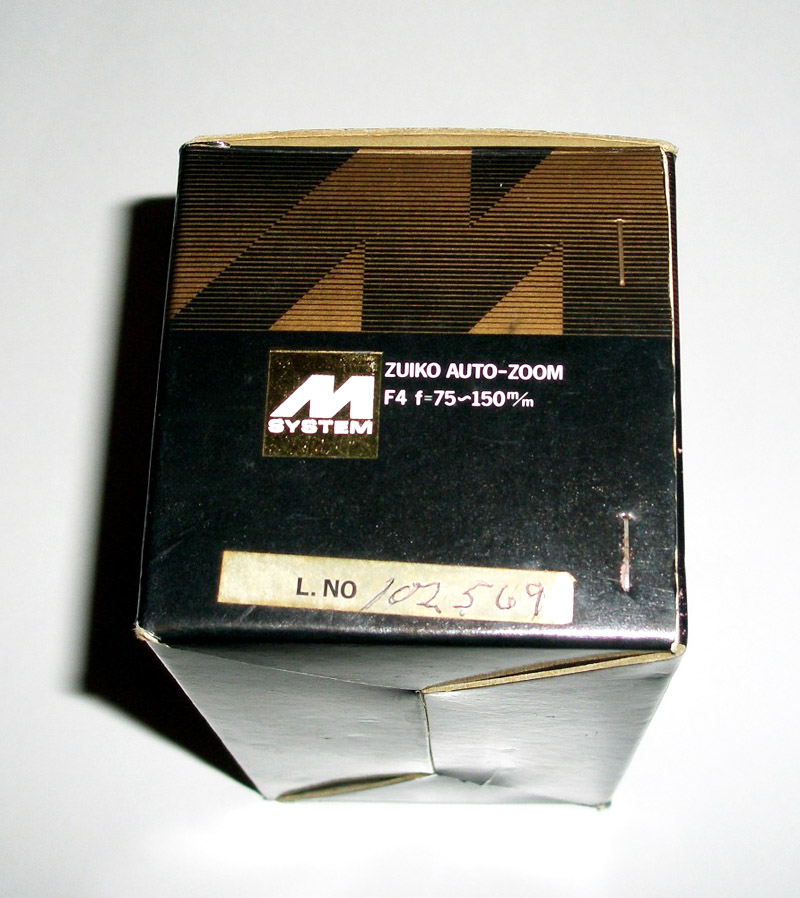 M
SYSTEM
ZUIKO AUTO-ZOOM
F4 f=75~150m/m
L. NO 102569